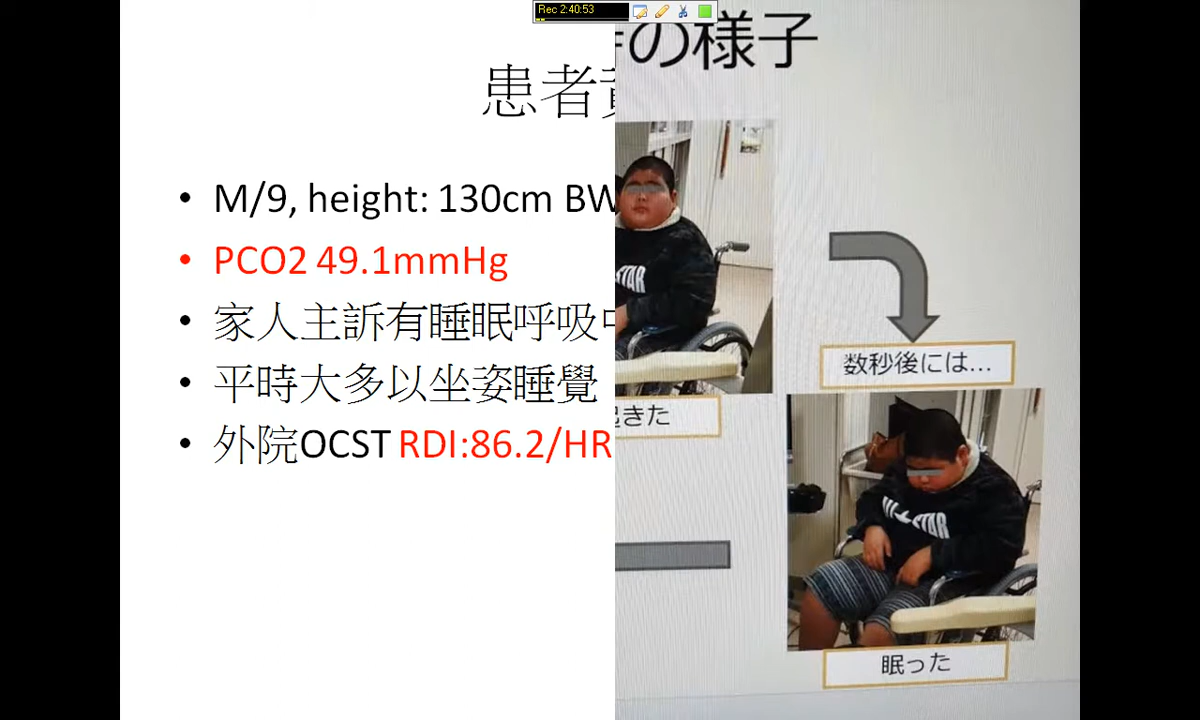 Rec 2:40:53
の様子
患者
• M/9, height: 130cm BW
• PCO2 49.1mmHg
• 家人主訴有睡眠呼吸
• 平時大多以坐姿睡覺
• 外院OCST RDI:86.2/HR
起きた
数秒後には...
眠った